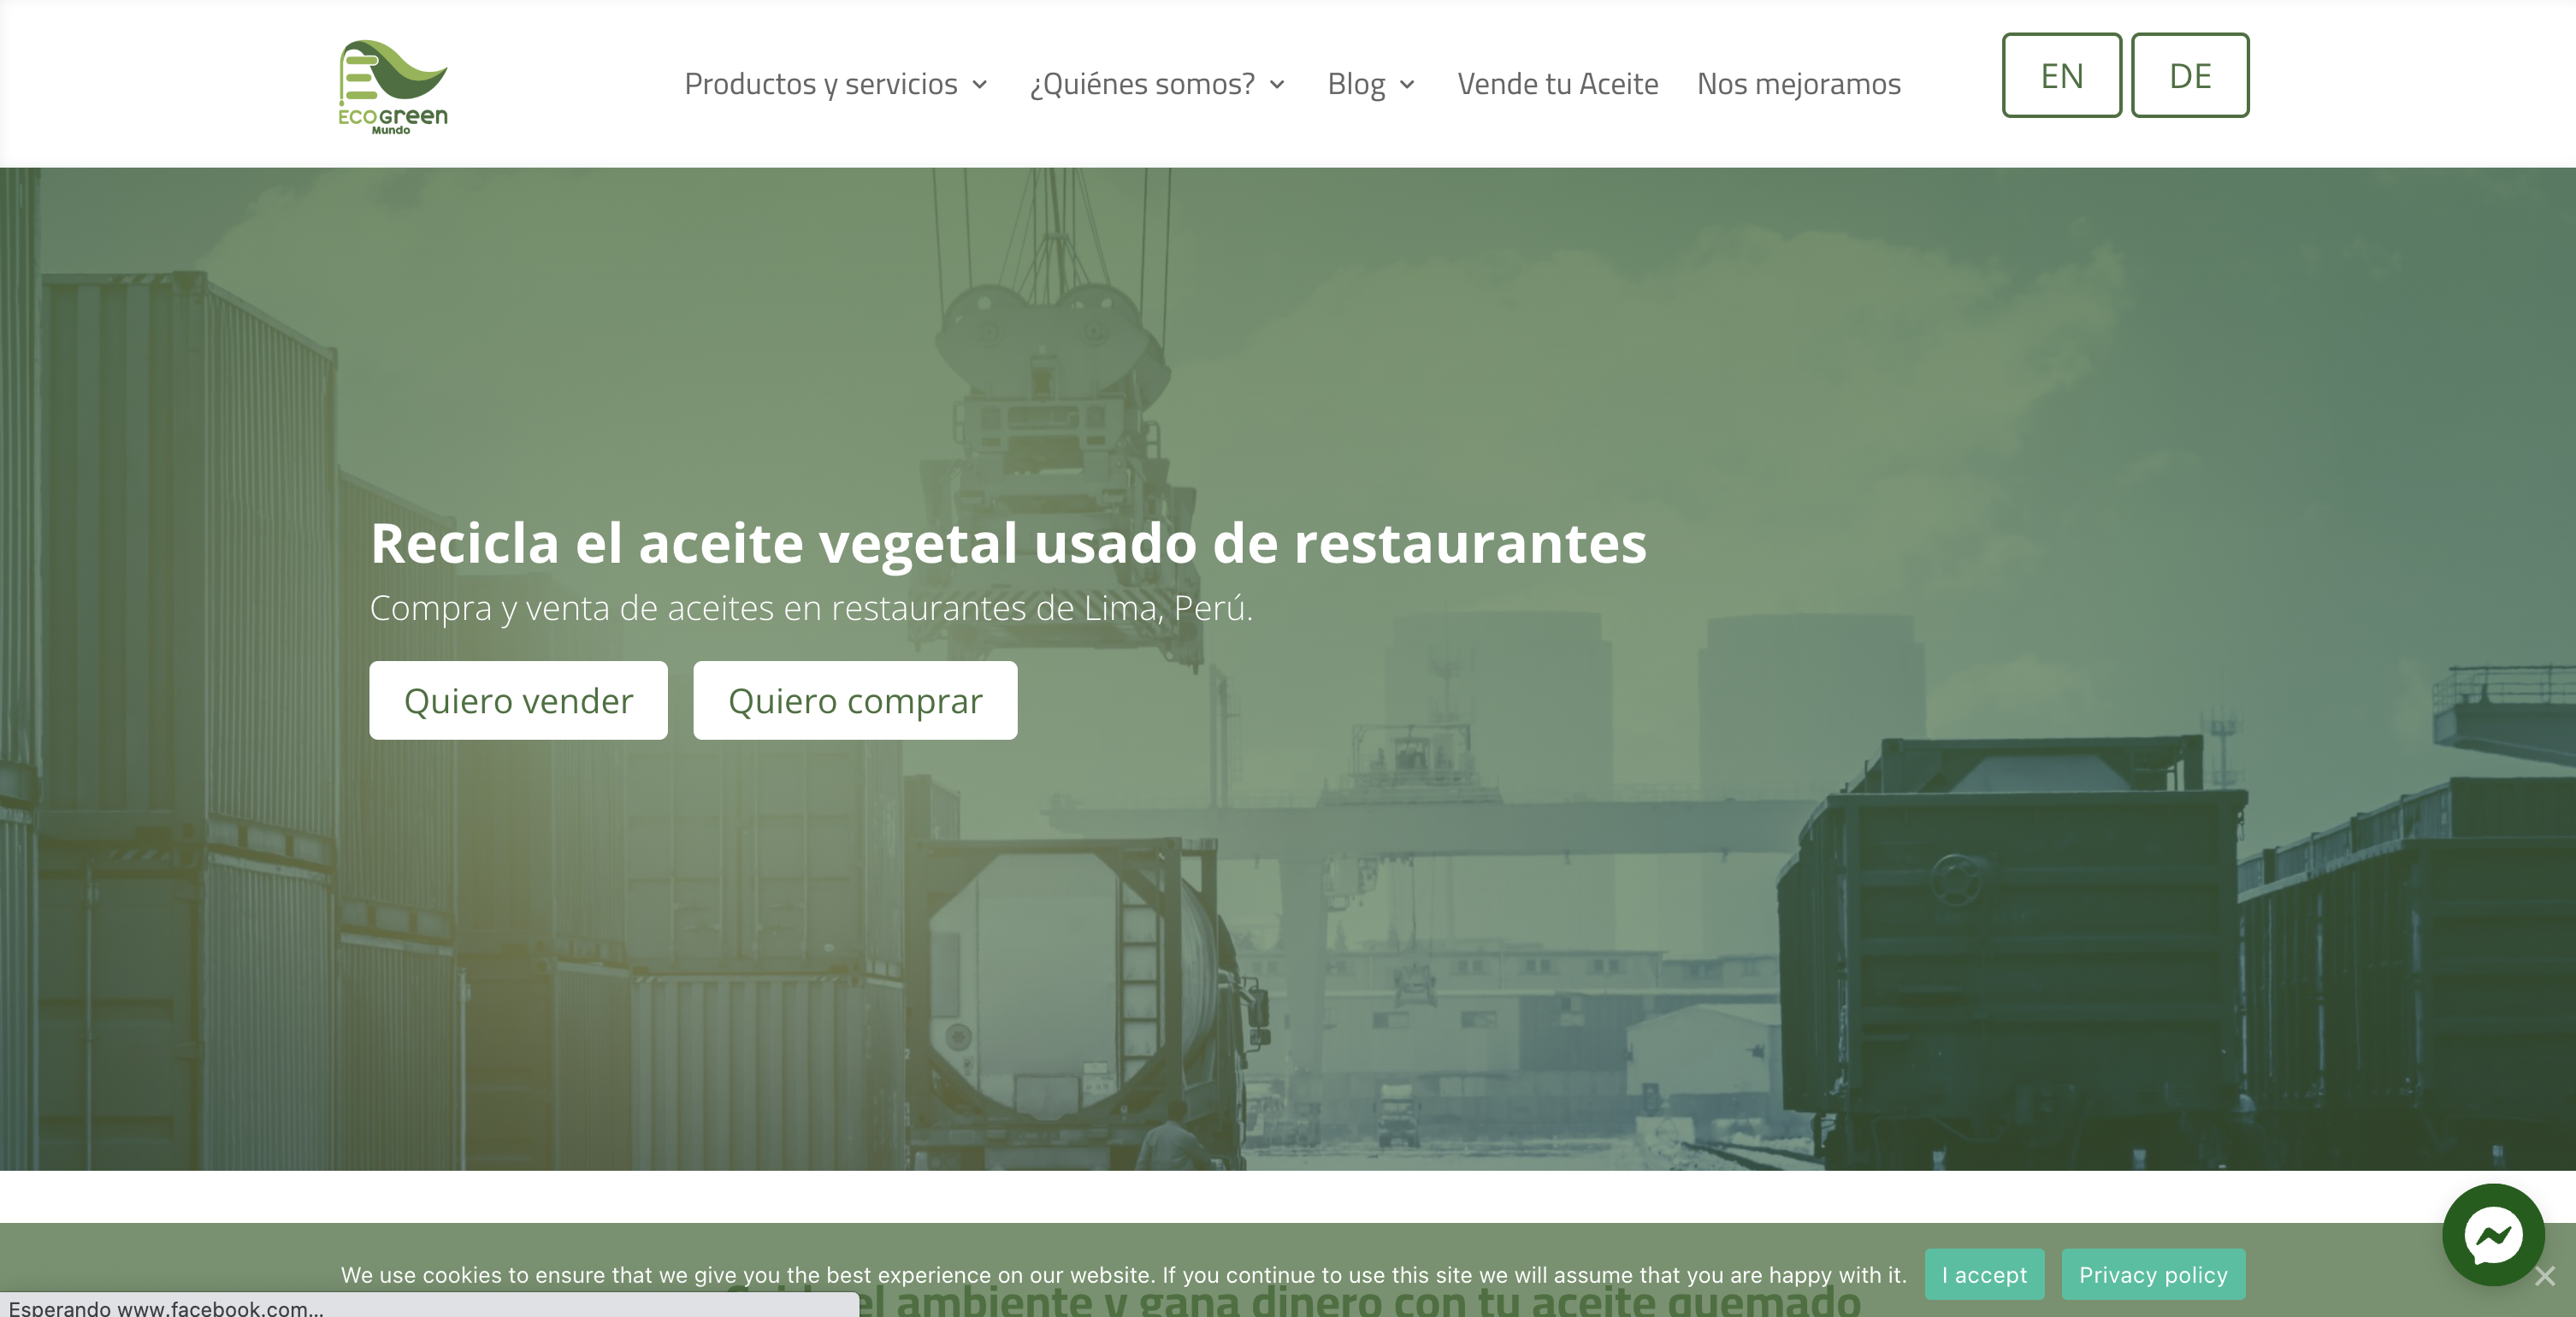 ECOGreen
Mundo
Productos y servicios
¿Quiénes somos?
Blog
Vende tu Aceite
Nos mejoramos
EN
DE
Recicla el aceite vegetal usado de restaurantes
Compra y venta de aceites en restaurantes de Lima, Perú.
Quiero vender
Quiero comprar
We use cookies to ensure that we give you the best experience on our website. If you continue to use this site we will assume that you are happy with it.
I accept
Privacy policy
el ambiente y gana dinero con tu aceite quemado
Esperando www.facebook.com...